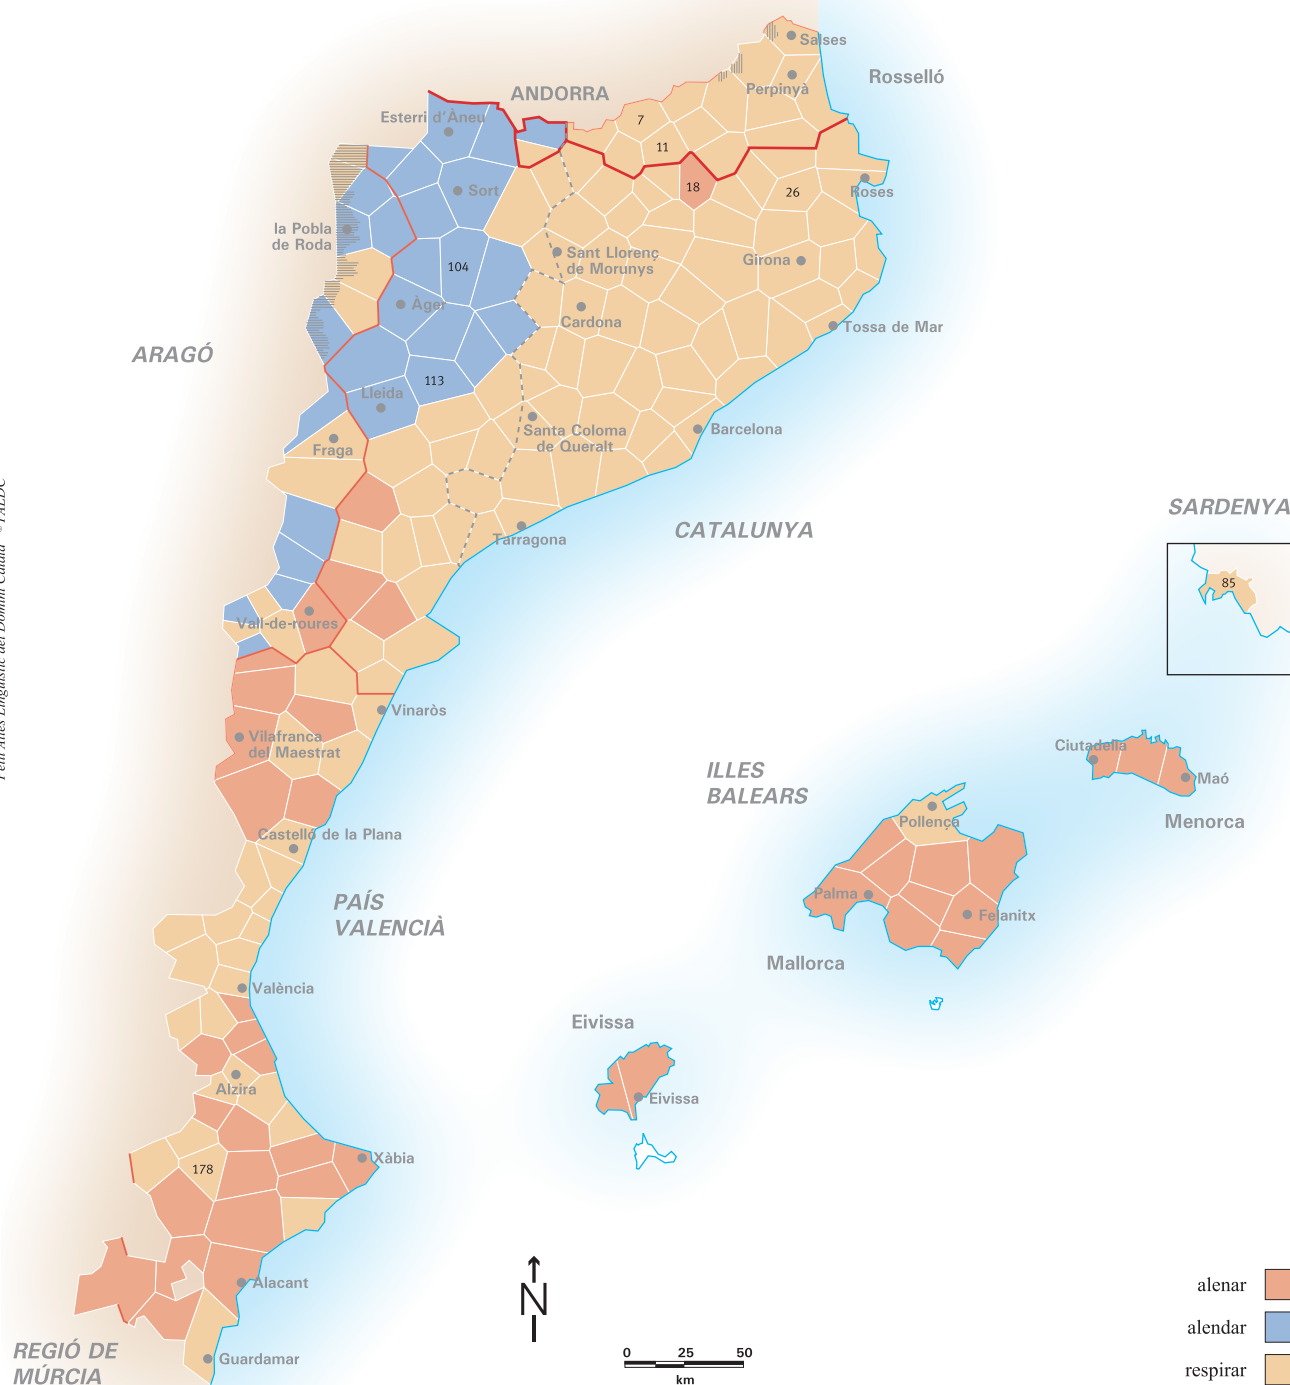 Salses
Rosselló
Perpinyà
ANDORRA
Esterri d'Àneu
7
11
18
26
Roses
Sort
la Pobla
de Roda
Sant Llorenç
de Morunys
Girona
104
Àger
Cardona
Tossa de Mar
ARAGÓ
113
Lleida
Santa Coloma
de Queralt
Barcelona
Fraga
SARDENYA
CATALUNYA
Tarragona
85
Vall-de-roures
Vinaròs
Vilafranca
del Maestrat
Ciutadella
Maó
ILLES
BALEARS
Menorca
Pollença
Castelló de la Plana
Palma
Felanitx
PAÍS
VALENCIÀ
Mallorca
València
Eivissa
Alzira
Eivissa
Xàbia
178
Alacant
N
alenar
alendar
respirar
REGIÓ DE
MÚRCIA
Guardamar
0 25 50
km